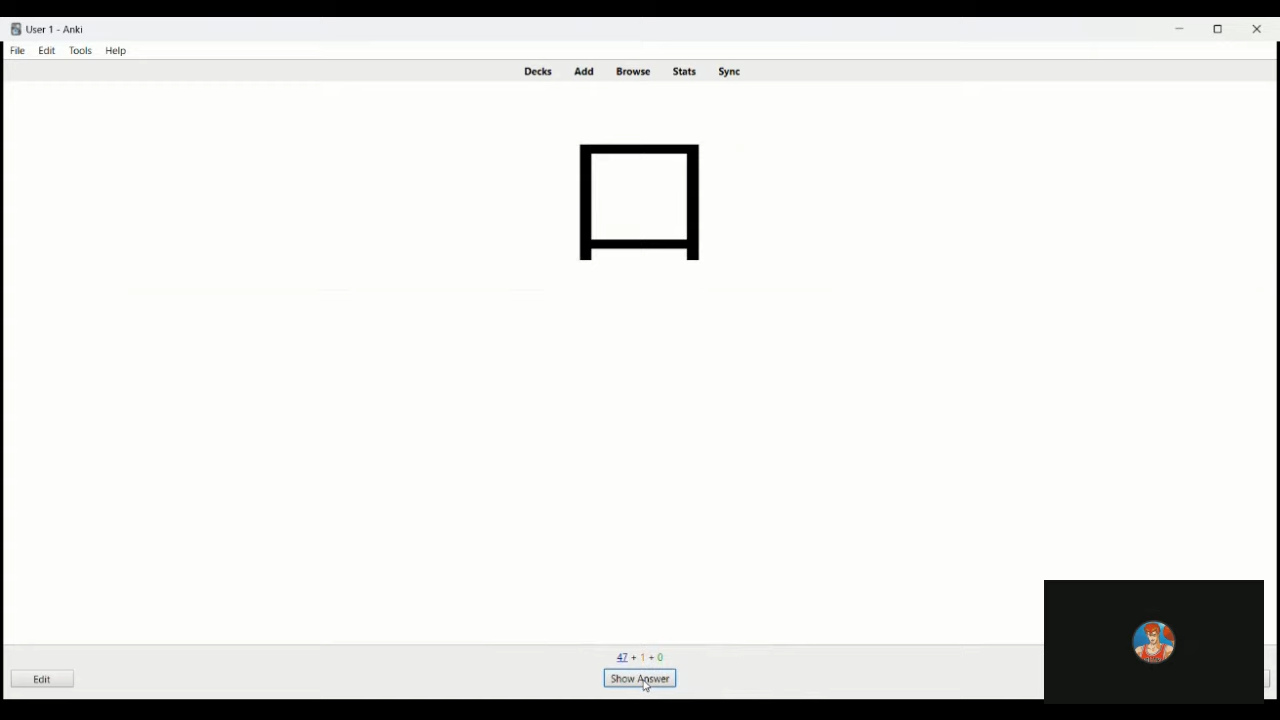 User 1 - Anki
File Edit Tools Help
Decks Add Browse Stats Sync
口
47 + 1 + 0
Edit
Show Answer